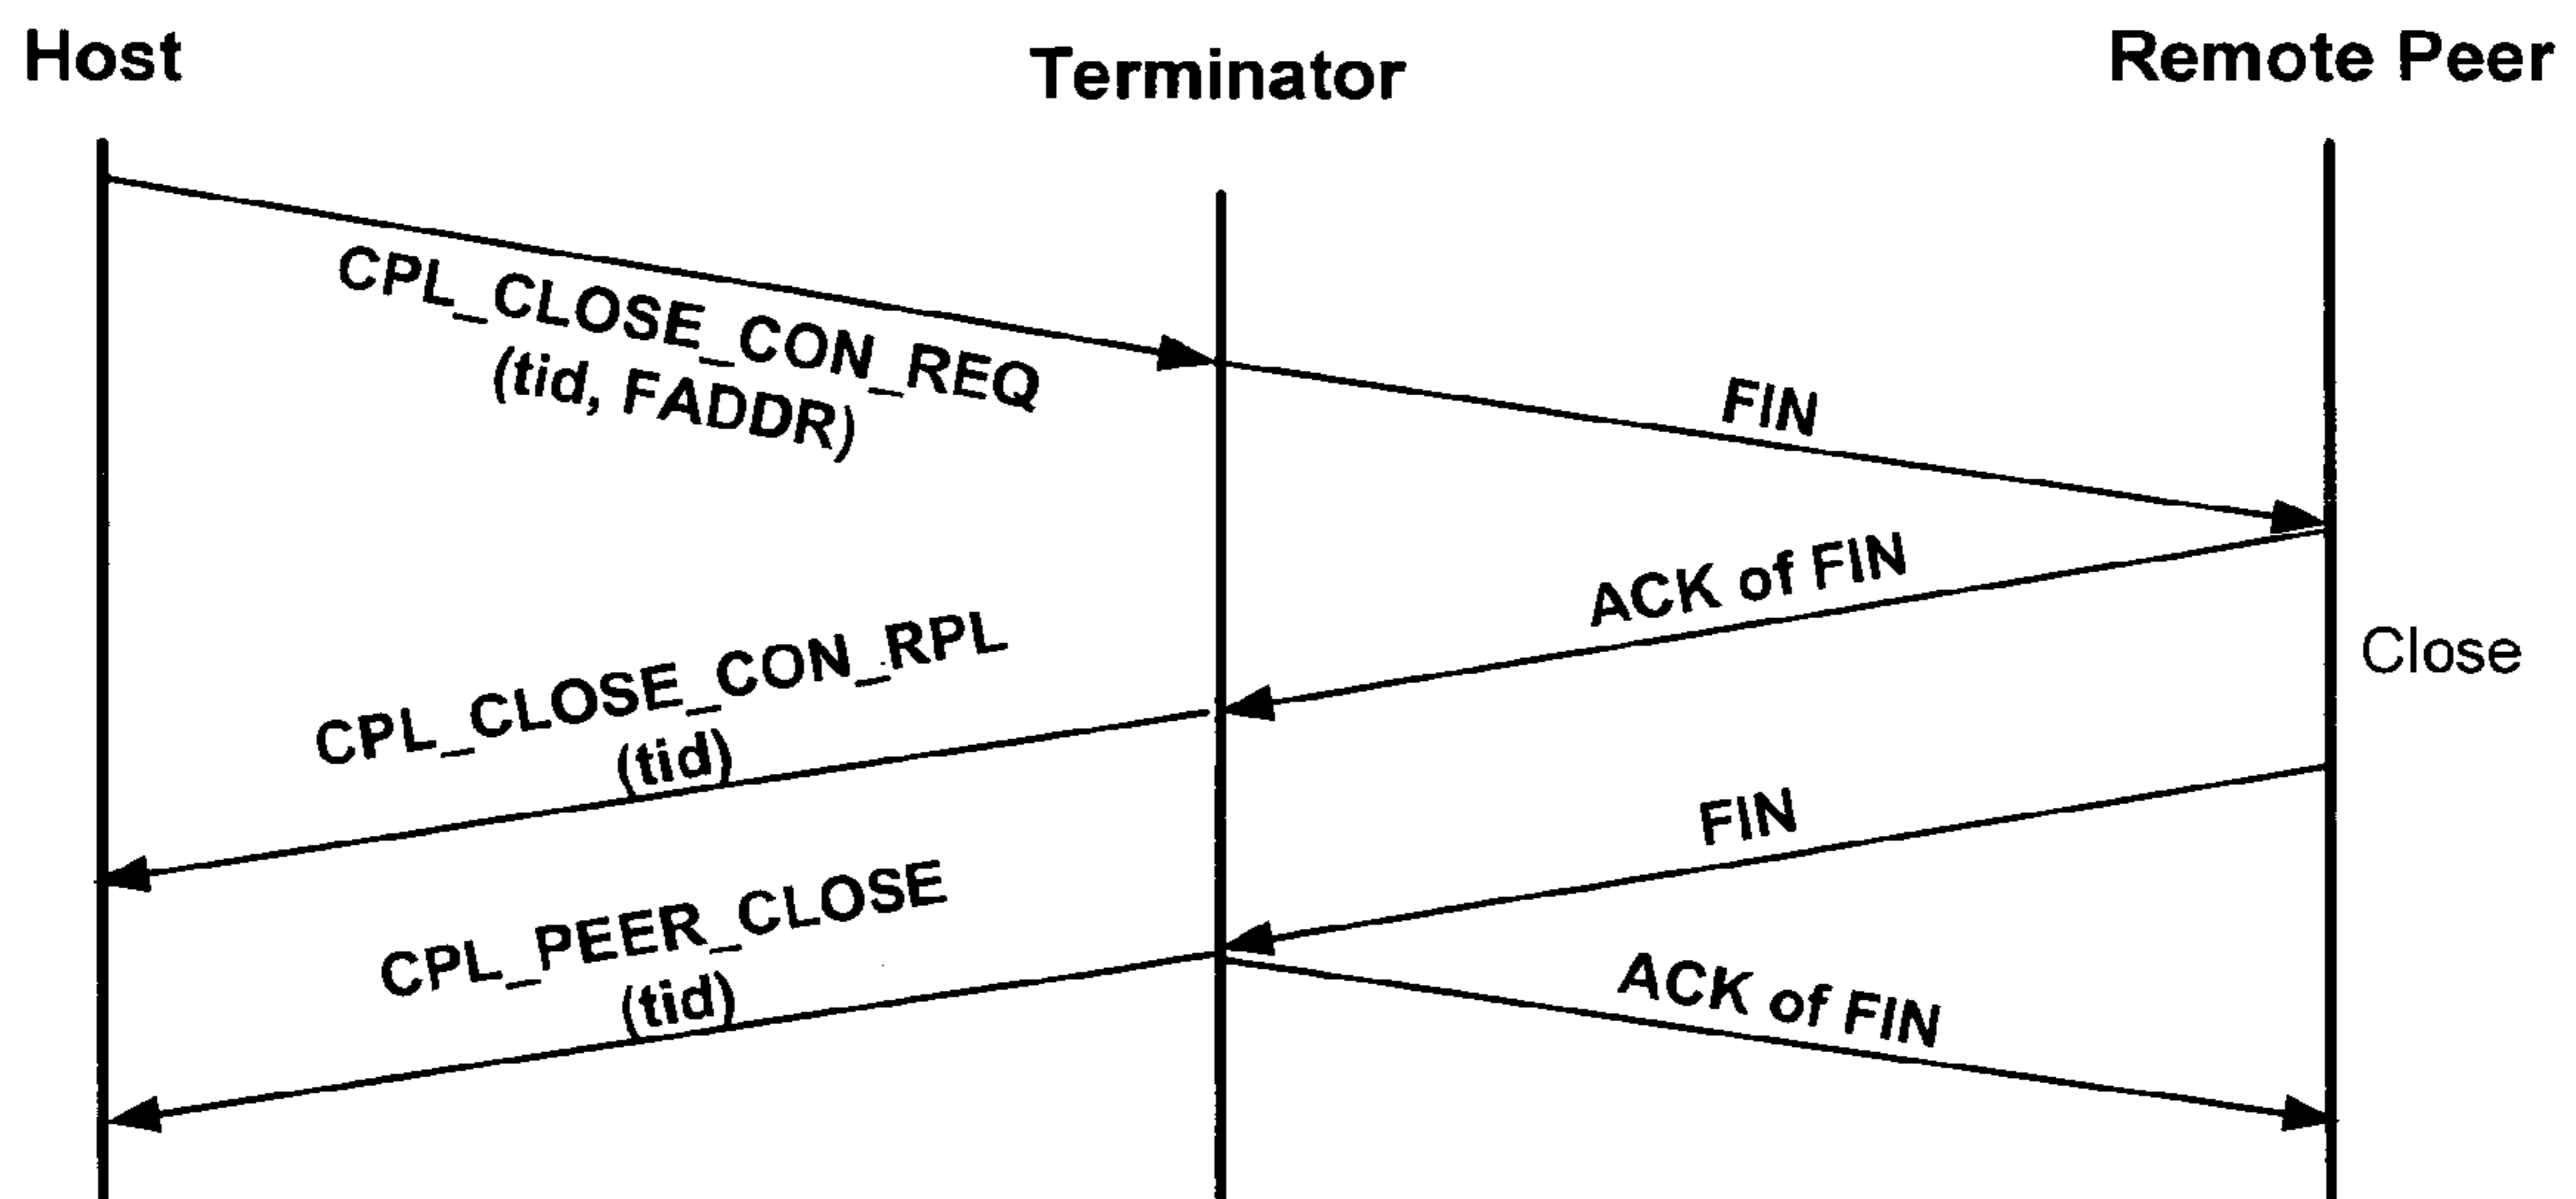 Host
Terminator
Remote Peer
CPL_CLOSE_CON_REQ
(tid, FADDR)
FIN
ACK of FIN
Close
CPL_CLOSE_CON_RPL
(tid)
FIN
CPL_PEER_CLOSE
(tid)
ACK of FIN